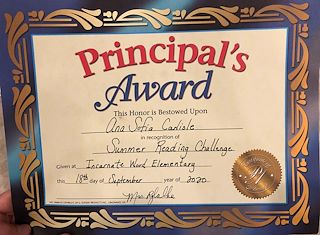 Principal's
Award
This Honor is Bestowed Upon
Ana Sofia Carlisle
in recognition of
Summer Reading Challenge
Given at Incarnate Word Elementary
this 18th day of September year of 2020